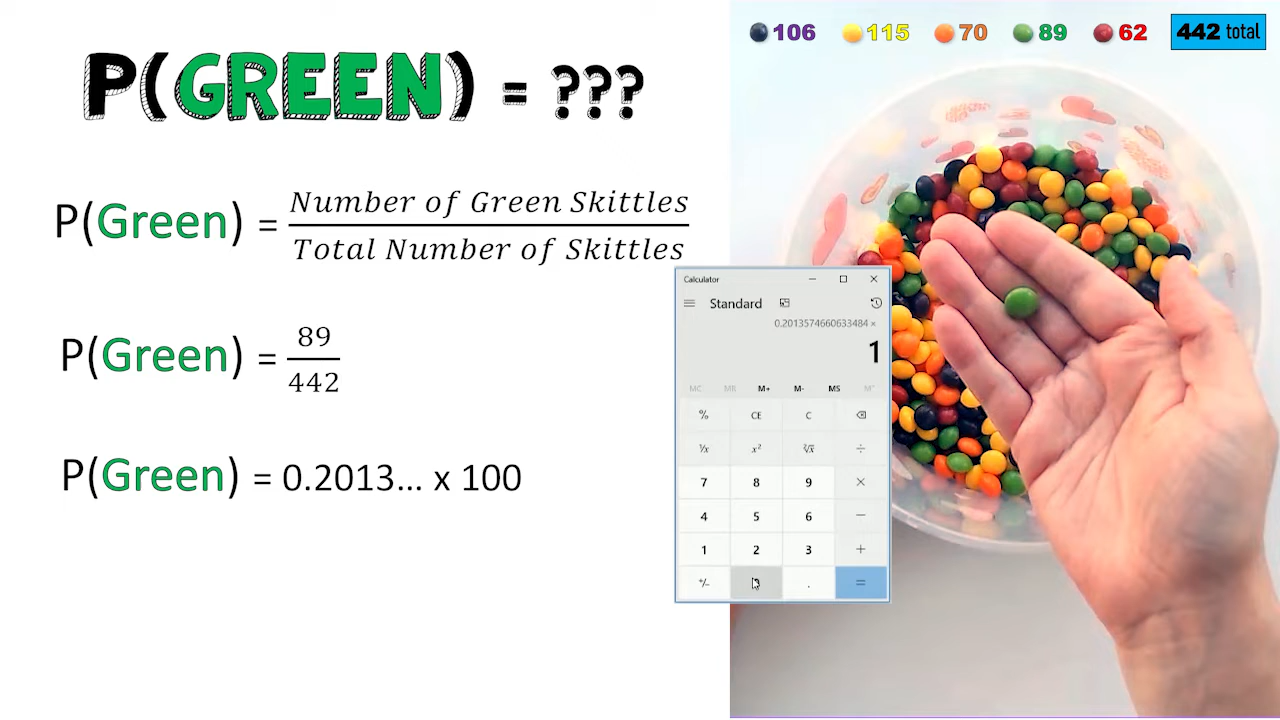 106 115 70 89 62 442 total
P(GREEN) = ???
P(Green) = Number of Green Skittles
Total Number of Skittles
P(Green) = 89
442
P(Green) = 0.2013... x 100
Calculator
Standard
0.2013574660633484 ×
1
MC MR M+ M- MS M˅
% CE C
¹/x x² ²√x ÷
7 8 9 ×
4 5 6 −
1 2 3 +
+/- . =